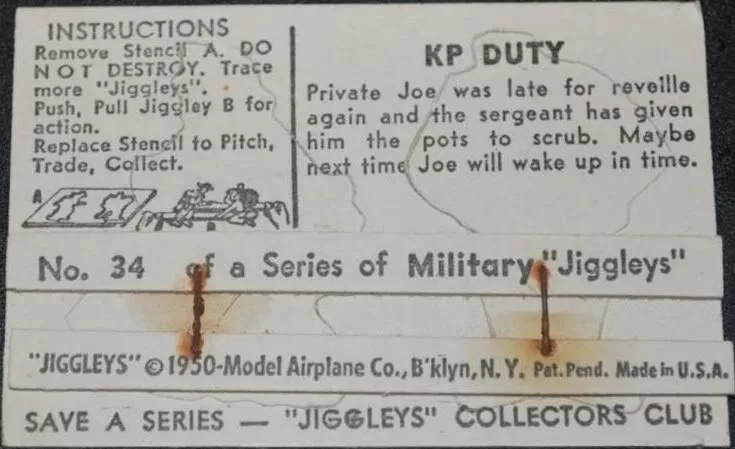 INSTRUCTIONS
Remove Stencil A. DO
NOT DESTROY. Trace
more "Jiggleys".
Push, Pull Jiggley B for
action.
Replace Stencil to Pitch,
Trade, Collect.
A
B
KP DUTY
Private Joe was late for reveille
again and the sergeant has given
him the pots to scrub. Maybe
next time Joe will wake up in time.
No. 34 of a Series of Military "Jiggleys"
"JIGGLEYS" © 1950-Model Airplane Co., B'klyn, N. Y. Pat. Pend. Made in U.S.A.
SAVE A SERIES — "JIGGLEYS" COLLECTORS CLUB